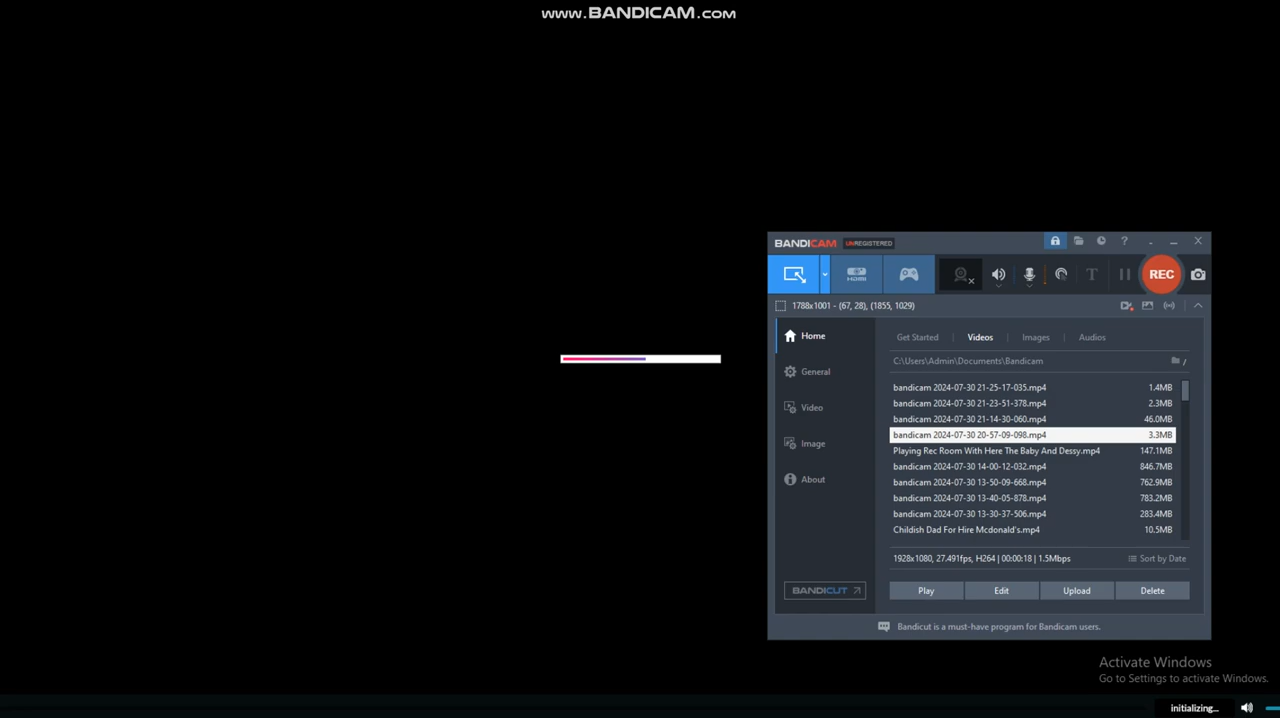 www.BANDICAM.com
BANDICAM UNREGISTERED
?
HDMI
T
REC
1788x1001 - (67, 28), (1855, 1029)
Home
General
Video
Image
About
BANDICUT
Get Started Videos Images Audios
C:\Users\Admin\Documents\Bandicam
bandicam 2024-07-30 21-25-17-035.mp4 1.4MB
bandicam 2024-07-30 21-23-51-378.mp4 2.3MB
bandicam 2024-07-30 21-14-30-060.mp4 46.0MB
bandicam 2024-07-30 20-57-09-098.mp4 3.3MB
Playing Rec Room With Here The Baby And Dessy.mp4 147.1MB
bandicam 2024-07-30 14-00-12-032.mp4 846.7MB
bandicam 2024-07-30 13-50-09-668.mp4 762.9MB
bandicam 2024-07-30 13-40-05-878.mp4 783.2MB
bandicam 2024-07-30 13-30-37-506.mp4 283.4MB
Childish Dad For Hire Mcdonald's.mp4 10.5MB
1928x1080, 27.491fps, H264 | 00:00:18 | 1.5Mbps Sort by Date
Play Edit Upload Delete
Bandicut is a must-have program for Bandicam users.
Activate Windows
Go to Settings to activate Windows.
initializing...